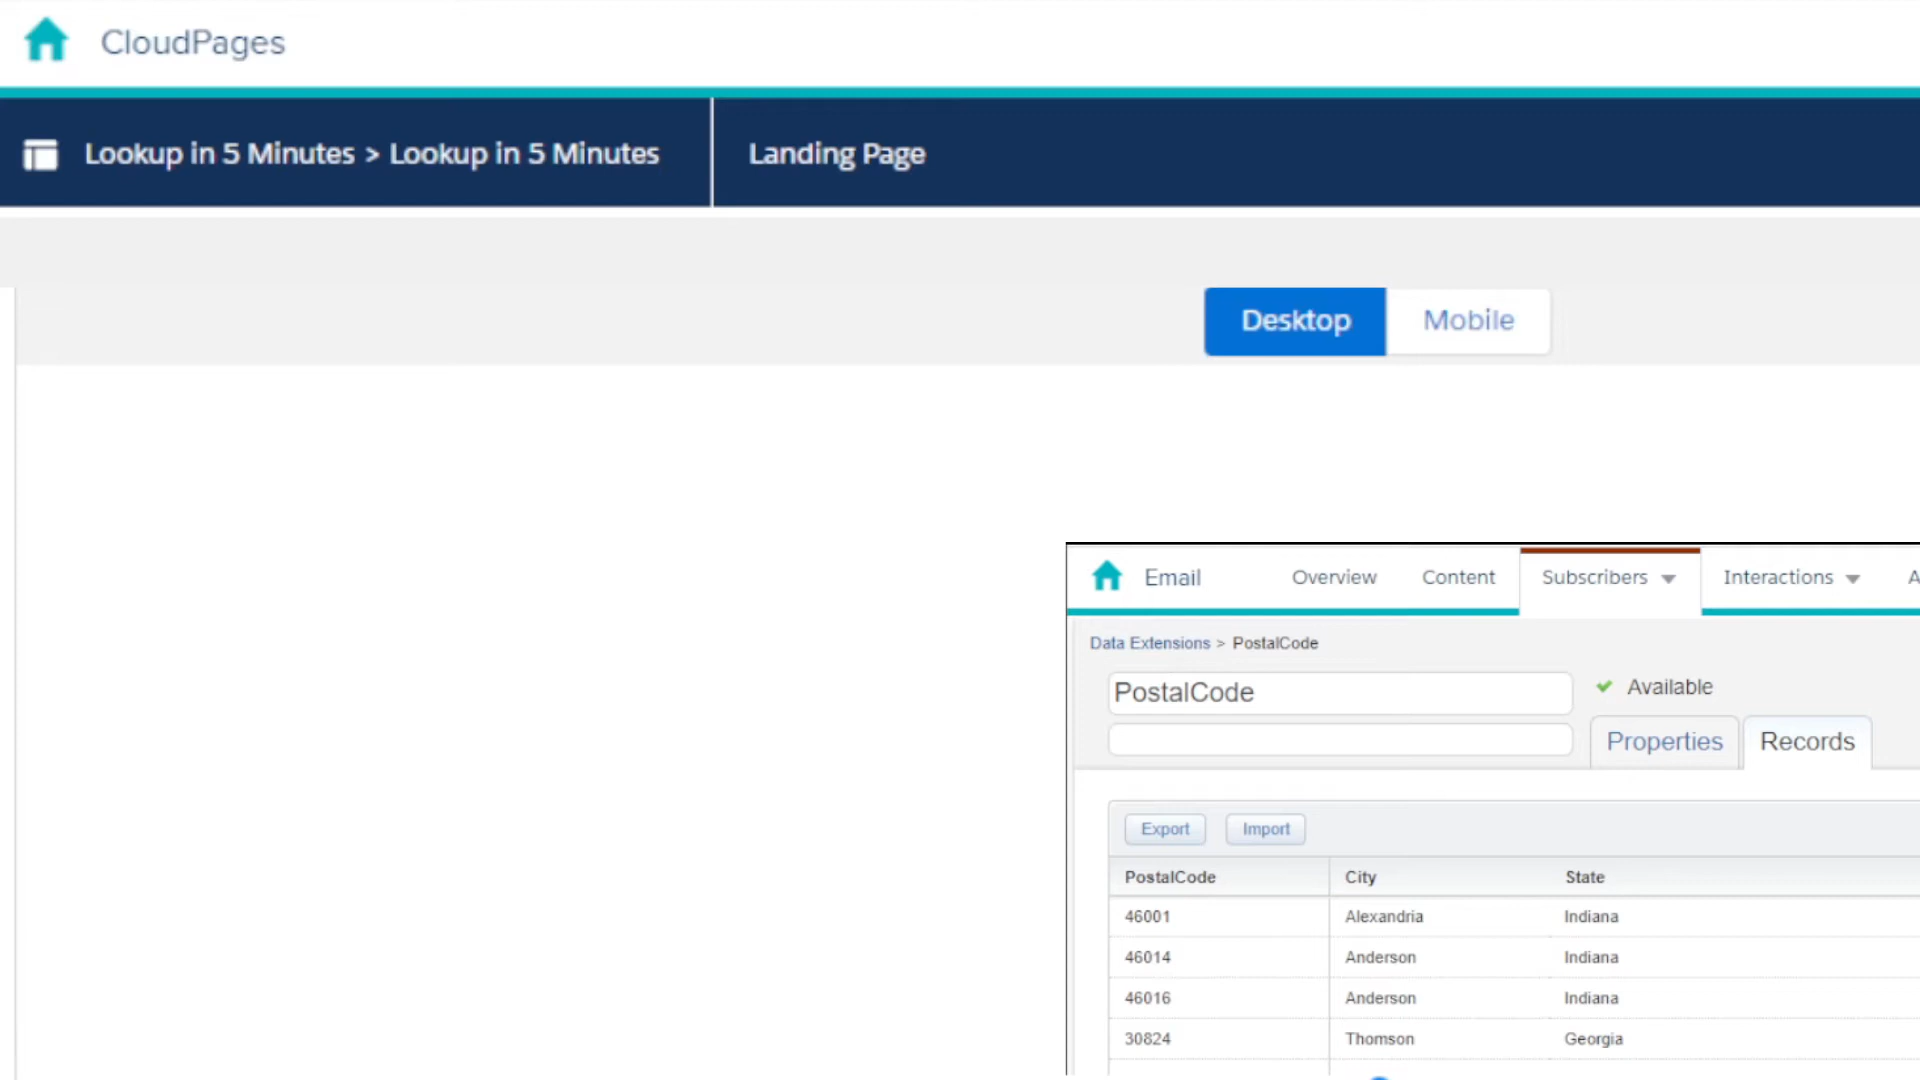 CloudPages
Lookup in 5 Minutes > Lookup in 5 Minutes
Landing Page
Desktop
Mobile
Email
Overview
Content
Subscribers
Interactions
A
Data Extensions > PostalCode
PostalCode
Available
Properties
Records
Export
Import
PostalCode City State
46001 Alexandria Indiana
46014 Anderson Indiana
46016 Anderson Indiana
30824 Thomson Georgia